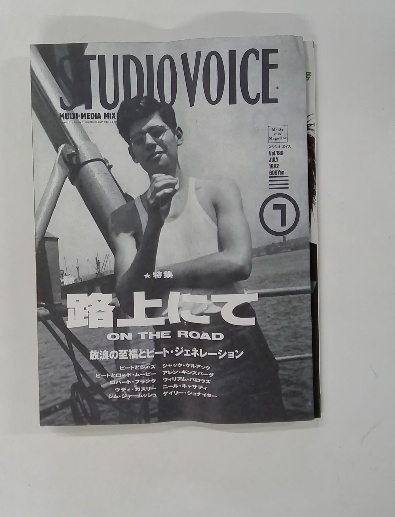 STUDIO VOICE
MULTI-MEDIA MIX
Vol.199
JULY
1992
600Yen
7
★特集
路上にて
ON THE ROAD
放浪の至福とビート・ジェネレーション
ビートとジャズ ジャック・ケルアック
ビートとロード・ムービー アレン・ギンズバーグ
ロバート・フランク ウィリアム・バロウズ
ウディ・ガスリー ニール・キャサディ
ジム・ジャームッシュ ゲイリー・スナイダー